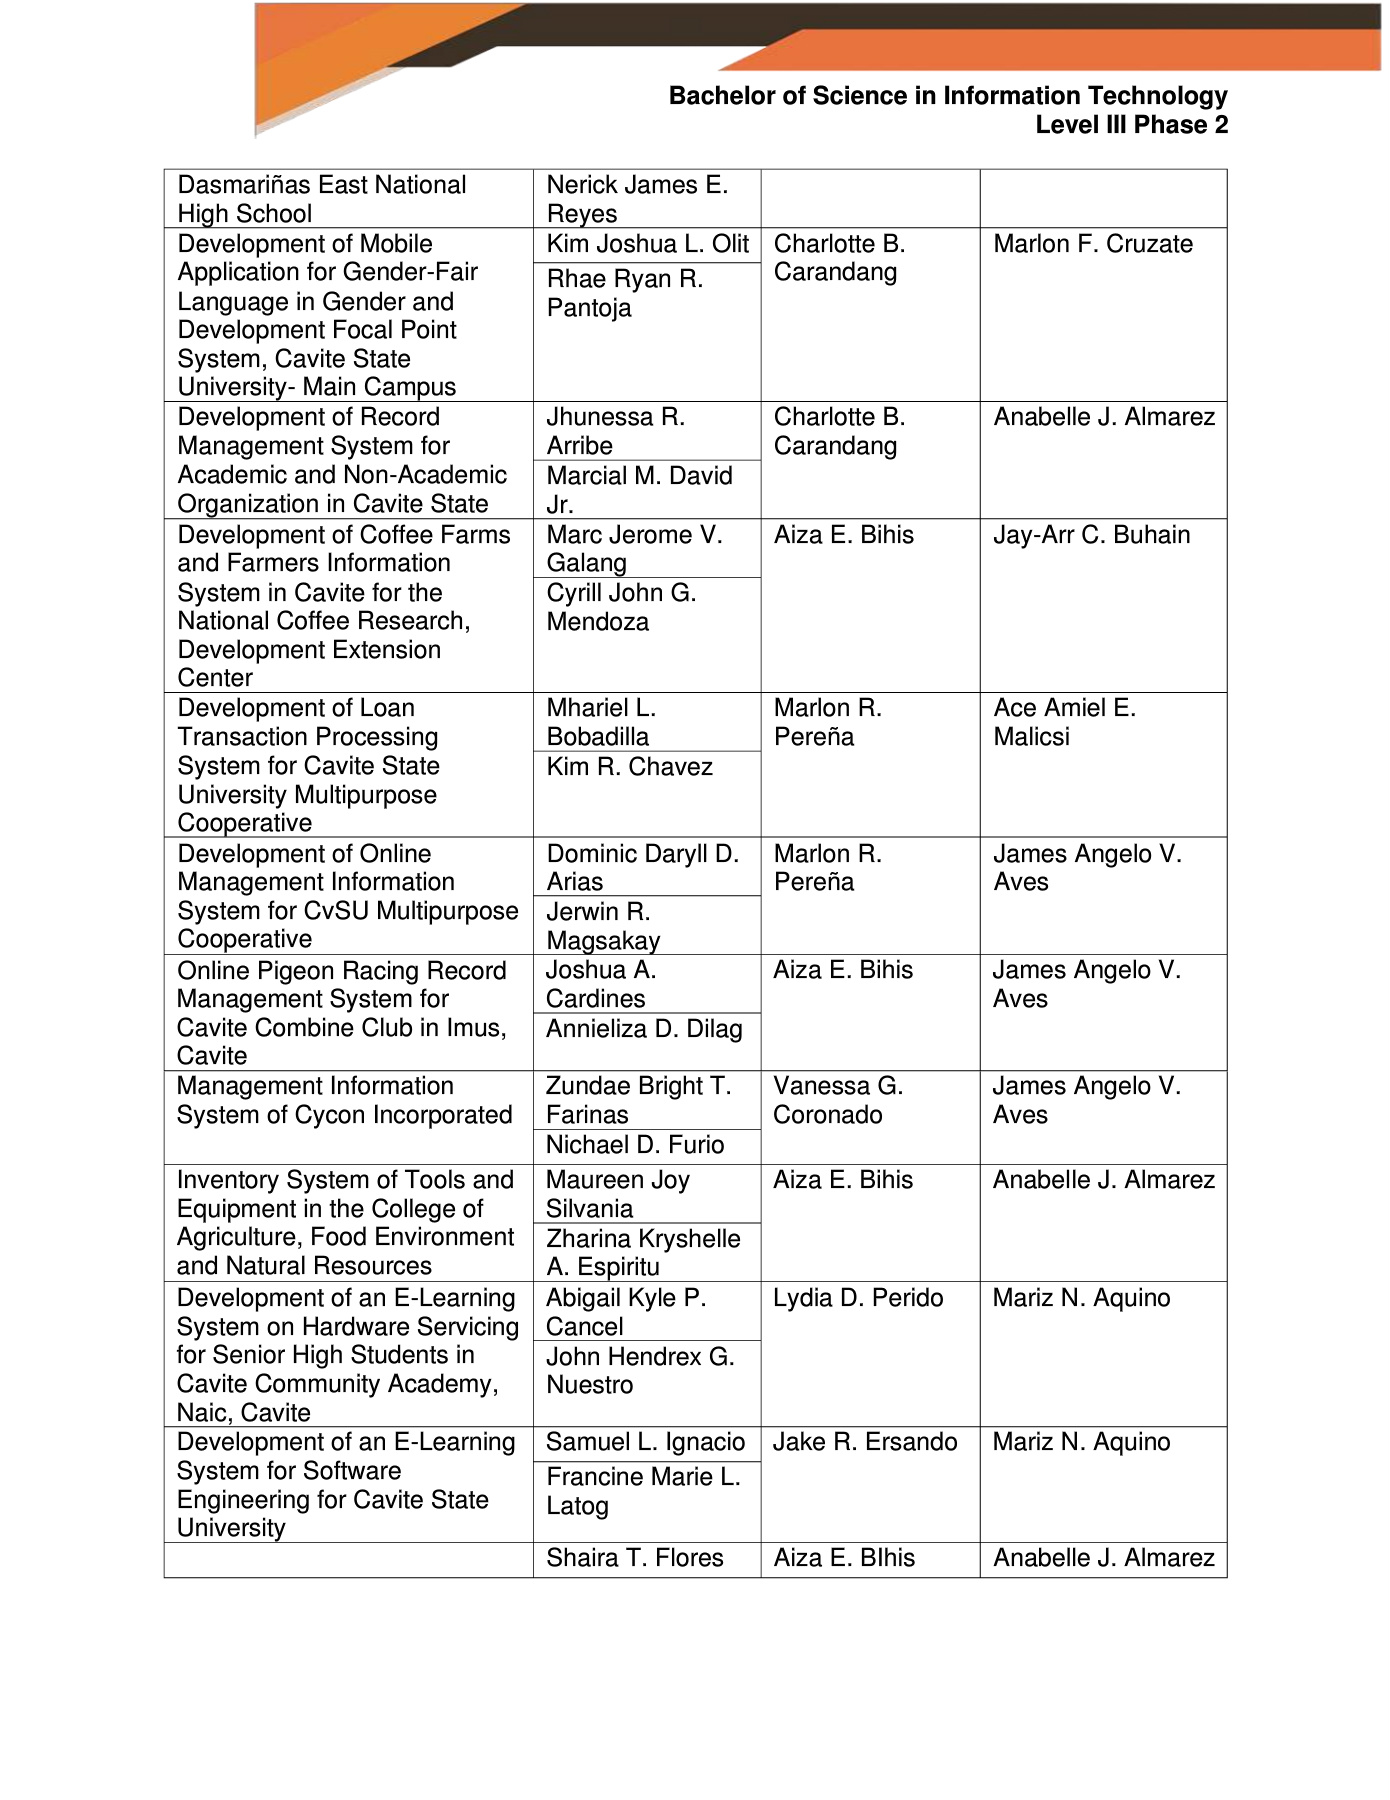 Bachelor of Science in Information Technology
Level III Phase 2
Dasmariñas East National
High School
Nerick James E.
Reyes
Development of Mobile
Application for Gender-Fair
Language in Gender and
Development Focal Point
System, Cavite State
University- Main Campus
Kim Joshua L. Olit
Rhae Ryan R.
Pantoja
Charlotte B.
Carandang
Marlon F. Cruzate
Development of Record
Management System for
Academic and Non-Academic
Organization in Cavite State
Jhunessa R.
Arribe
Marcial M. David
Jr.
Charlotte B.
Carandang
Anabelle J. Almarez
Development of Coffee Farms
and Farmers Information
System in Cavite for the
National Coffee Research,
Development Extension
Center
Marc Jerome V.
Galang
Cyrill John G.
Mendoza
Aiza E. Bihis
Jay-Arr C. Buhain
Development of Loan
Transaction Processing
System for Cavite State
University Multipurpose
Cooperative
Mhariel L.
Bobadilla
Kim R. Chavez
Marlon R.
Pereña
Ace Amiel E.
Malicsi
Development of Online
Management Information
System for CvSU Multipurpose
Cooperative
Dominic Daryll D.
Arias
Jerwin R.
Magsakay
Marlon R.
Pereña
James Angelo V.
Aves
Online Pigeon Racing Record
Management System for
Cavite Combine Club in Imus,
Cavite
Joshua A.
Cardines
Annieliza D. Dilag
Aiza E. Bihis
James Angelo V.
Aves
Management Information
System of Cycon Incorporated
Zundae Bright T.
Farinas
Nichael D. Furio
Vanessa G.
Coronado
James Angelo V.
Aves
Inventory System of Tools and
Equipment in the College of
Agriculture, Food Environment
and Natural Resources
Maureen Joy
Silvania
Zharina Kryshelle
A. Espiritu
Aiza E. Bihis
Anabelle J. Almarez
Development of an E-Learning
System on Hardware Servicing
for Senior High Students in
Cavite Community Academy,
Naic, Cavite
Abigail Kyle P.
Cancel
John Hendrex G.
Nuestro
Lydia D. Perido
Mariz N. Aquino
Development of an E-Learning
System for Software
Engineering for Cavite State
University
Samuel L. Ignacio
Francine Marie L.
Latog
Jake R. Ersando
Mariz N. Aquino
Shaira T. Flores
Aiza E. BIhis
Anabelle J. Almarez